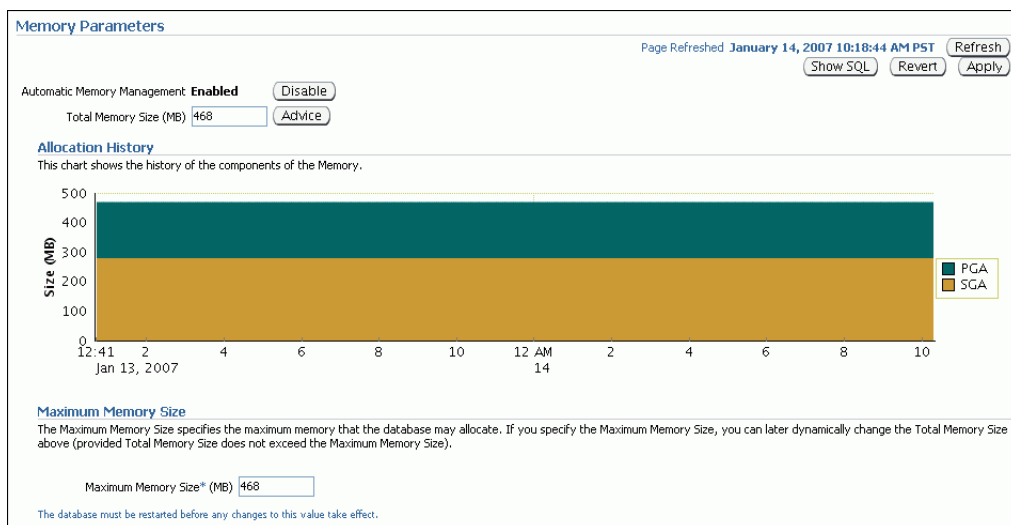 Memory Parameters
Page Refreshed January 14, 2007 10:18:44 AM PST Refresh
Show SQL Revert Apply
Automatic Memory Management Enabled Disable
Total Memory Size (MB) 468 Advice
Allocation History
This chart shows the history of the components of the Memory.
Size (MB)
500
400
300
200
100
0
PGA
SGA
12:41 2 4 6 8 10 12 AM 2 4 6 8 10
Jan 13, 2007 14
Maximum Memory Size
The Maximum Memory Size specifies the maximum memory that the database may allocate. If you specify the Maximum Memory Size, you can later dynamically change the Total Memory Size
above (provided Total Memory Size does not exceed the Maximum Memory Size).
Maximum Memory Size* (MB) 468
The database must be restarted before any changes to this value take effect.